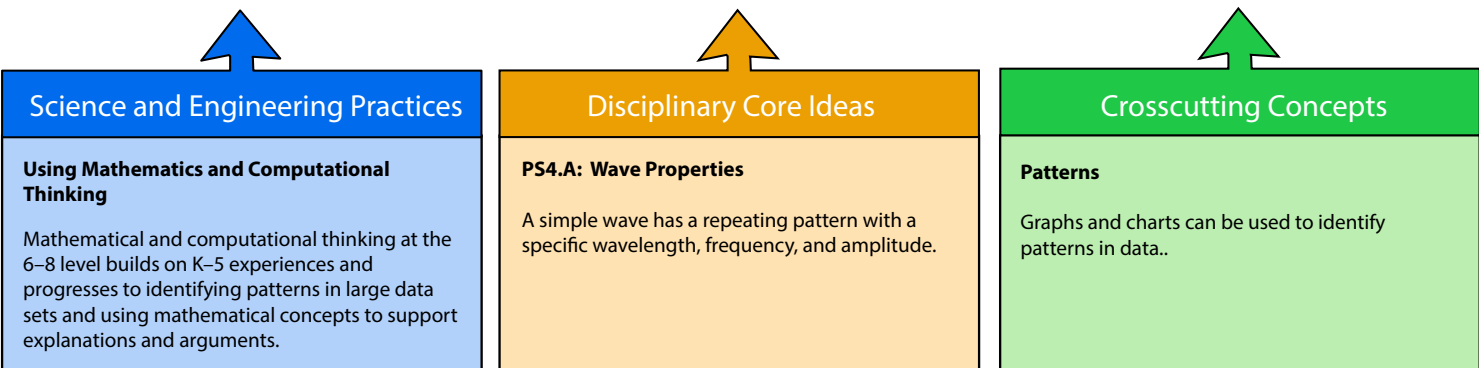 Science and Engineering Practices
Using Mathematics and Computational
Thinking
Mathematical and computational thinking at the
6–8 level builds on K–5 experiences and
progresses to identifying patterns in large data
sets and using mathematical concepts to support
explanations and arguments.
Disciplinary Core Ideas
PS4.A: Wave Properties
A simple wave has a repeating pattern with a
specific wavelength, frequency, and amplitude.
Crosscutting Concepts
Patterns
Graphs and charts can be used to identify
patterns in data..